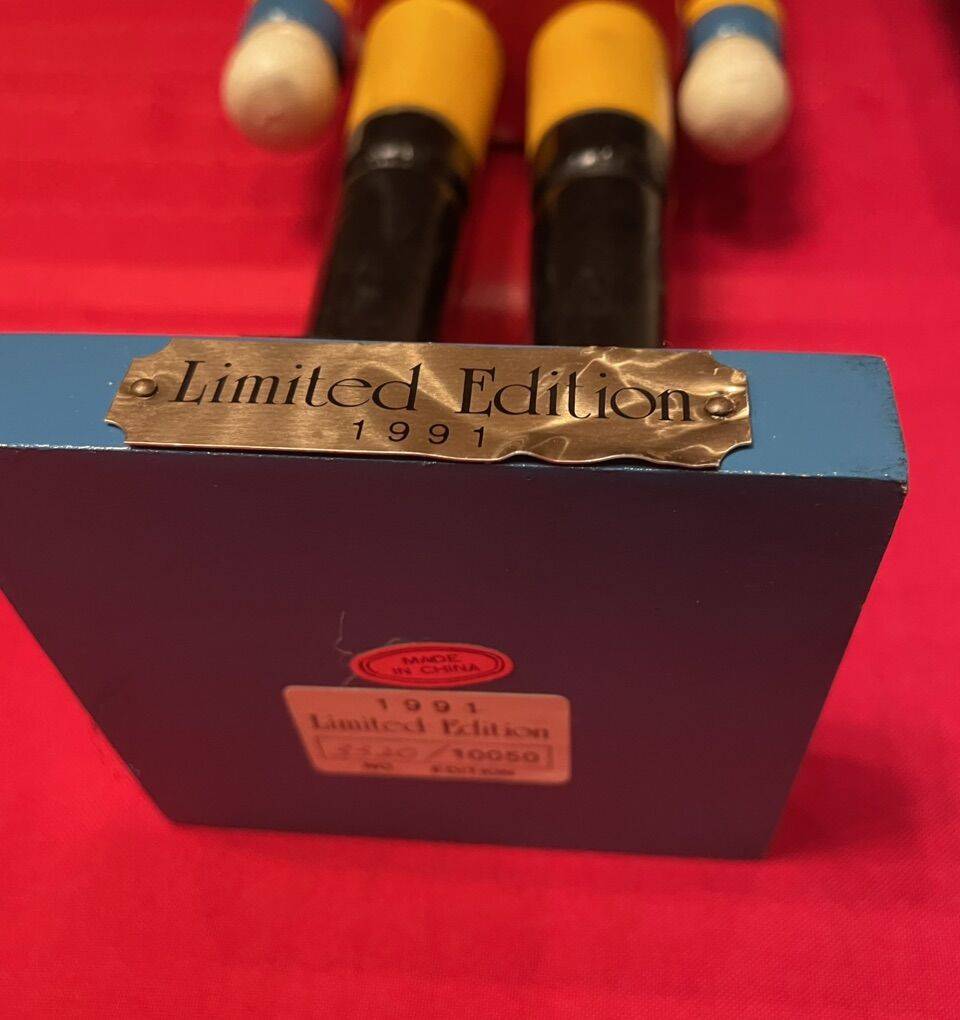 Limited Edition
1991
MADE
IN CHINA
1991
Limited Edition
/10050
NO EDITION